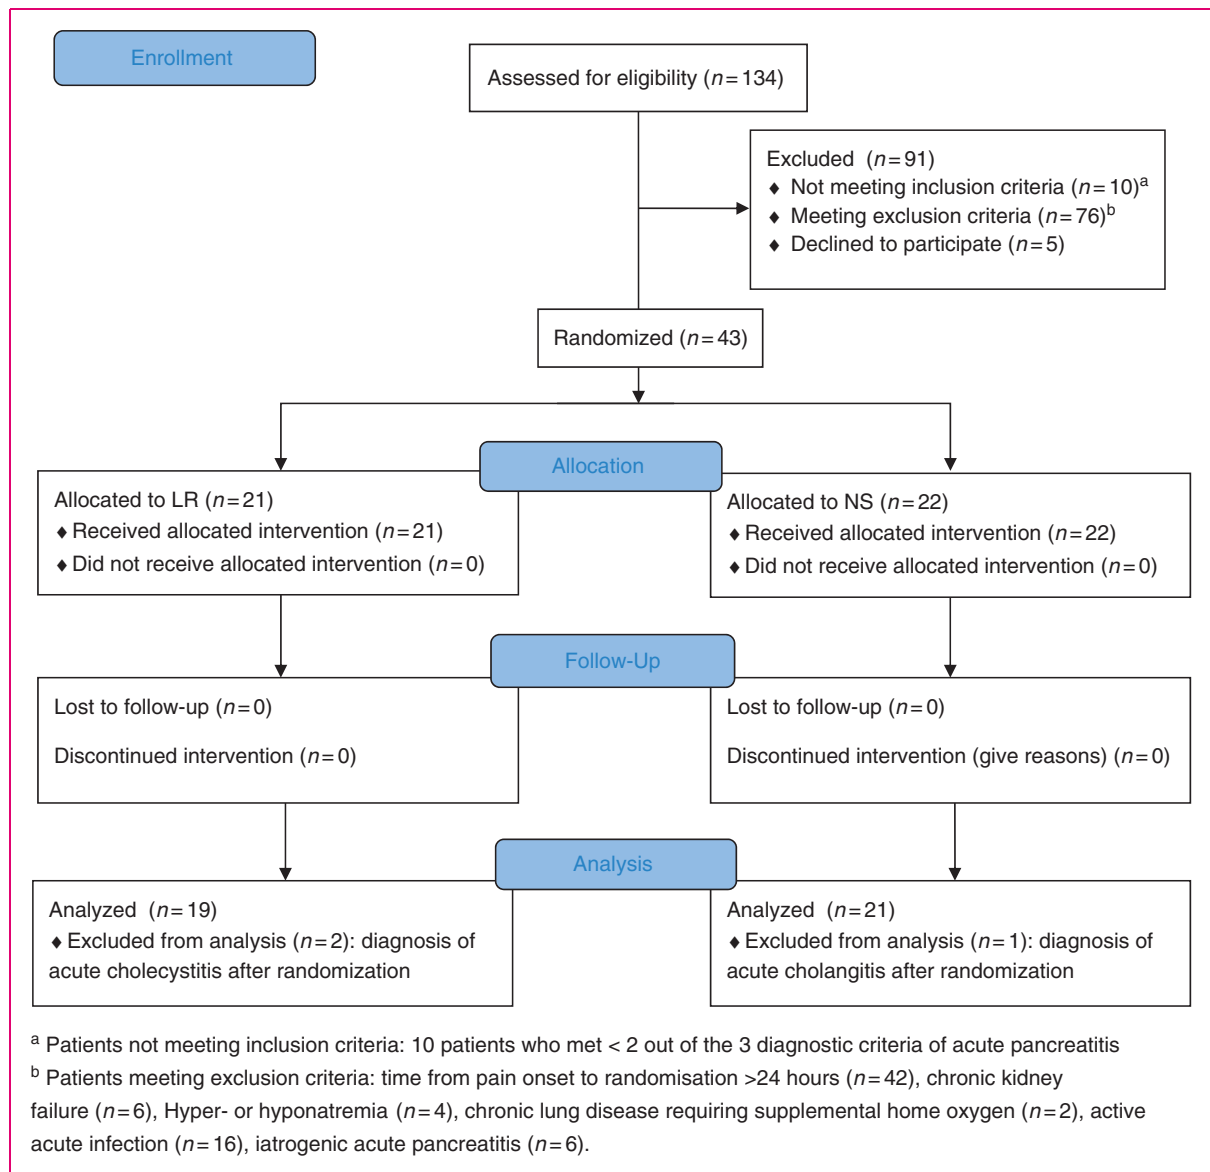 Enrollment
Assessed for eligibility (n=134)
Excluded (n=91)
♦ Not meeting inclusion criteria (n=10)a
♦ Meeting exclusion criteria (n=76)b
♦ Declined to participate (n=5)
Randomized (n=43)
Allocation
Allocated to LR (n=21)
♦ Received allocated intervention (n=21)
♦ Did not receive allocated intervention (n=0)
Allocated to NS (n=22)
♦ Received allocated intervention (n=22)
♦ Did not receive allocated intervention (n=0)
Follow-Up
Lost to follow-up (n=0)
Discontinued intervention (n=0)
Lost to follow-up (n=0)
Discontinued intervention (give reasons) (n=0)
Analysis
Analyzed (n=19)
♦ Excluded from analysis (n=2): diagnosis of
acute cholecystitis after randomization
Analyzed (n=21)
♦ Excluded from analysis (n=1): diagnosis of
acute cholangitis after randomization
a Patients not meeting inclusion criteria: 10 patients who met < 2 out of the 3 diagnostic criteria of acute pancreatitis
b Patients meeting exclusion criteria: time from pain onset to randomisation >24 hours (n=42), chronic kidney
failure (n=6), Hyper- or hyponatremia (n=4), chronic lung disease requiring supplemental home oxygen (n=2), active
acute infection (n=16), iatrogenic acute pancreatitis (n=6).